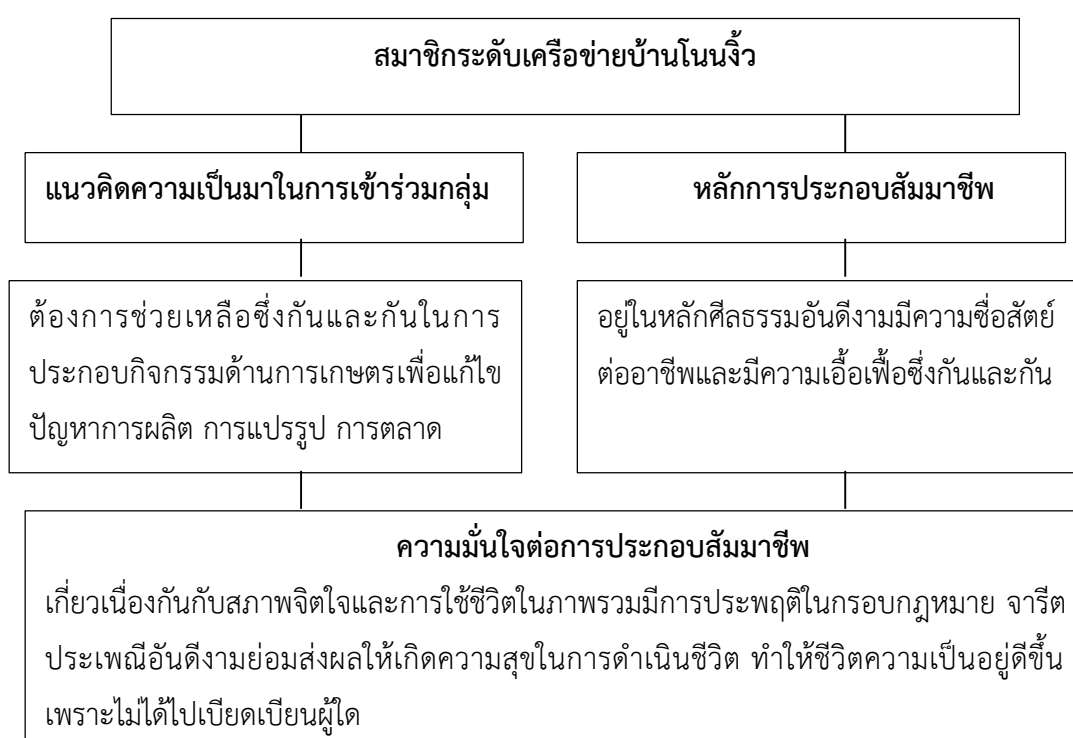 สมาชิกระดับเครือข่ายบ้านโนนงิ้ว
แนวคิดความเป็นมาในการเข้าร่วมกลุ่ม
หลักการประกอบสัมมาชีพ
ต้องการช่วยเหลือซึ่งกันและกันในการ
ประกอบกิจกรรมด้านการเกษตรเพื่อแก้ไข
ปัญหาการผลิต การแปรรูป การตลาด
อยู่ในหลักศีลธรรมอันดีงามมีความซื่อสัตย์
ต่ออาชีพและมีความเอื้อเฟื้อซึ่งกันและกัน
ความมั่นใจต่อการประกอบสัมมาชีพ
เกี่ยวเนื่องกันกับสภาพจิตใจและการใช้ชีวิตในภาพรวมมีการประพฤติในกรอบกฎหมาย จารีต
ประเพณีอันดีงามย่อมส่งผลให้เกิดความสุขในการดำเนินชีวิต ทำให้ชีวิตความเป็นอยู่ดีขึ้น
เพราะไม่ได้ไปเบียดเบียนผู้ใด